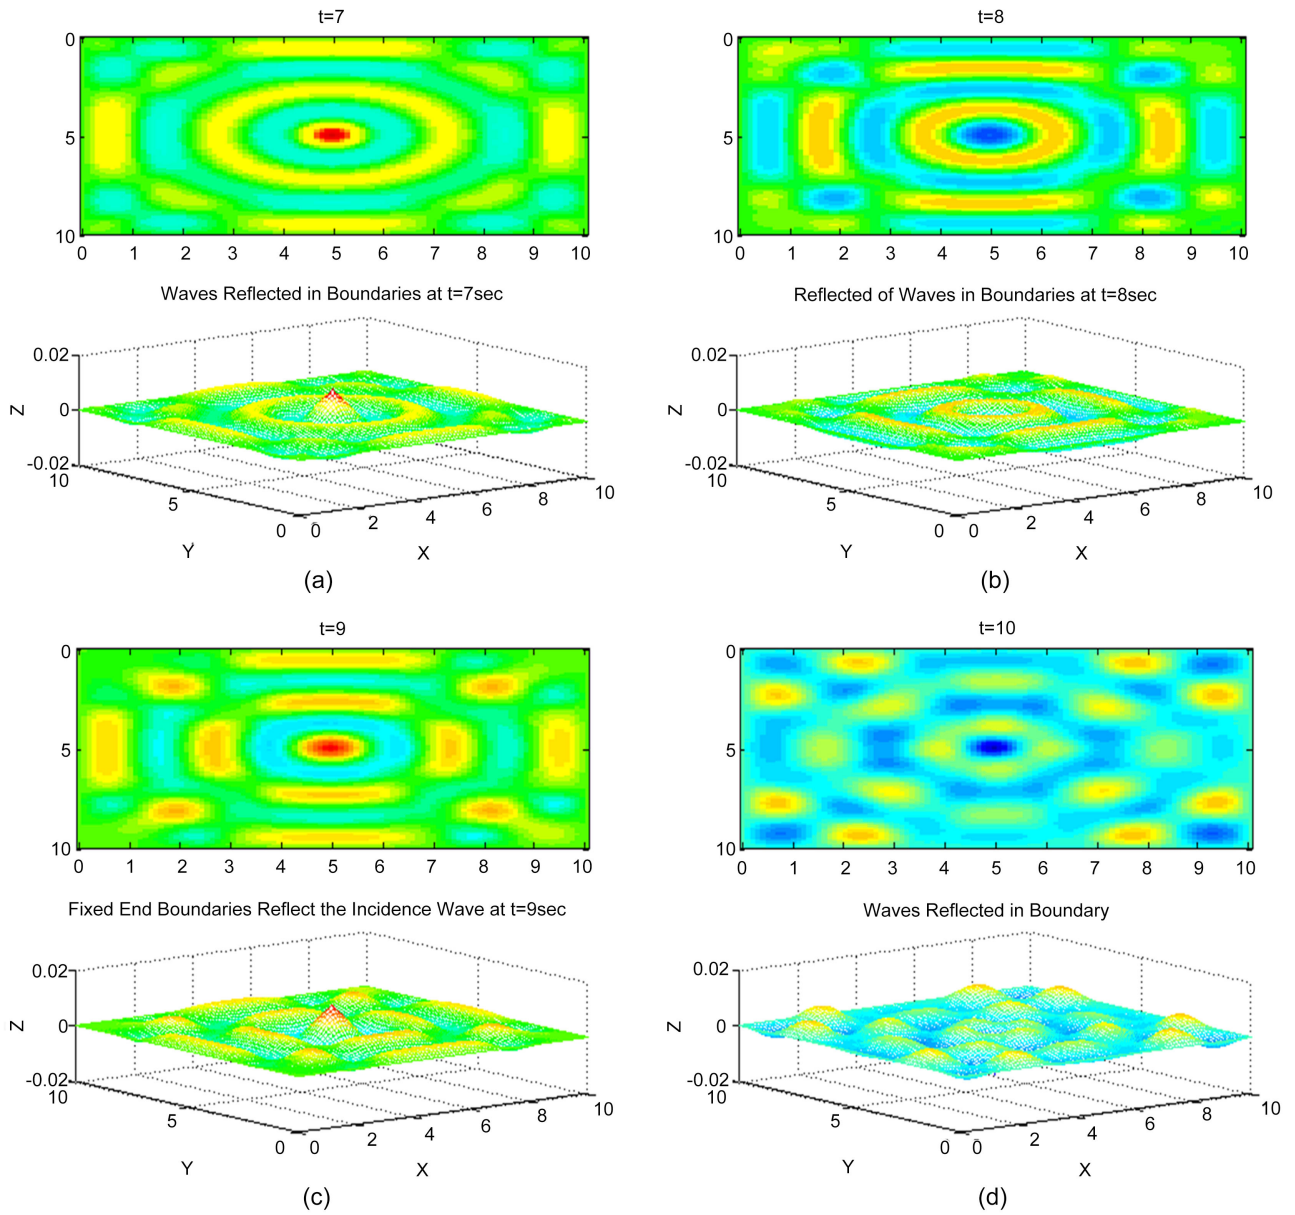 t=7
0
5
10
0 1 2 3 4 5 6 7 8 9 10
Waves Reflected in Boundaries at t=7sec
0.02
0
-0.02
Z
10
5
0
Y
0 2 4 6 8 10
X
(a)
t=8
0
5
10
0 1 2 3 4 5 6 7 8 9 10
Reflected of Waves in Boundaries at t=8sec
0.02
0
-0.02
Z
10
5
0
Y
0 2 4 6 8 10
X
(b)
t=9
0
5
10
0 1 2 3 4 5 6 7 8 9 10
Fixed End Boundaries Reflect the Incidence Wave at t=9sec
0.02
0
-0.02
Z
10
5
0
Y
0 2 4 6 8 10
X
(c)
t=10
0
5
10
0 1 2 3 4 5 6 7 8 9 10
Waves Reflected in Boundary
0.02
0
-0.02
Z
10
5
0
Y
0 2 4 6 8 10
X
(d)